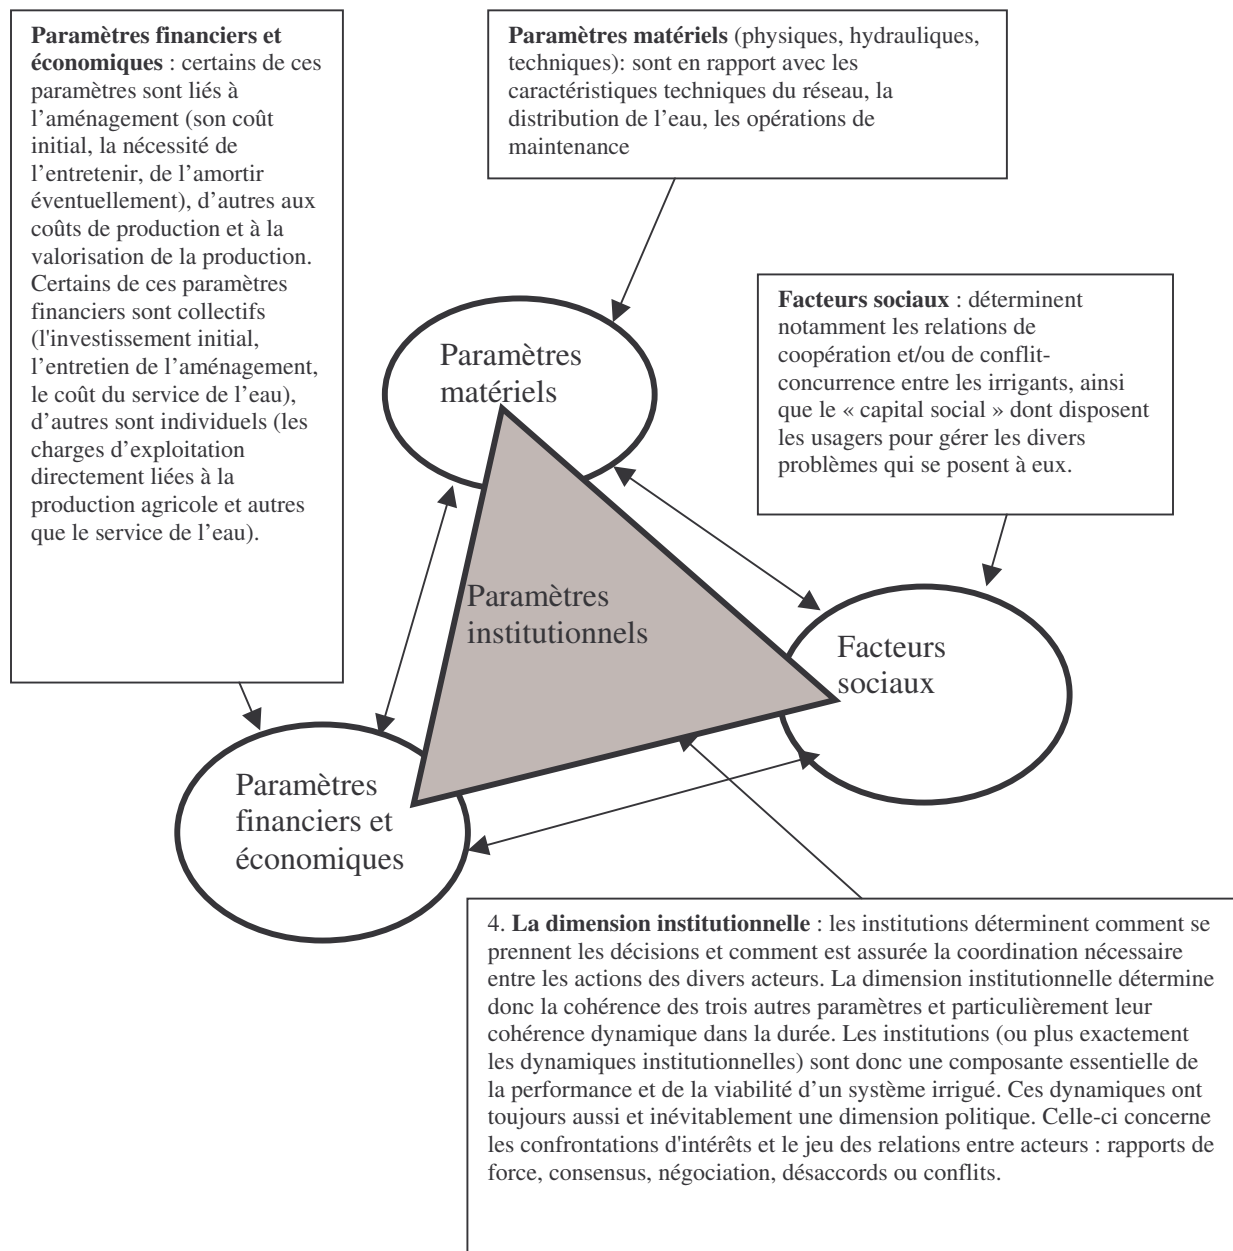 Paramètres financiers et
économiques : certains de ces
paramètres sont liés à
l’aménagement (son coût
initial, la nécessité de
l’entretenir, de l’amortir
éventuellement), d’autres aux
coûts de production et à la
valorisation de la production.
Certains de ces paramètres
financiers sont collectifs
(l'investissement initial,
l’entretien de l’aménagement,
le coût du service de l’eau),
d’autres sont individuels (les
charges d’exploitation
directement liées à la
production agricole et autres
que le service de l’eau).
Paramètres matériels (physiques, hydrauliques,
techniques): sont en rapport avec les
caractéristiques techniques du réseau, la
distribution de l’eau, les opérations de
maintenance
Facteurs sociaux : déterminent
notamment les relations de
coopération et/ou de conflit-
concurrence entre les irrigants, ainsi
que le « capital social » dont disposent
les usagers pour gérer les divers
problèmes qui se posent à eux.
Paramètres
matériels
Paramètres
institutionnels
Facteurs
sociaux
Paramètres
financiers et
économiques
4. La dimension institutionnelle : les institutions déterminent comment se
prennent les décisions et comment est assurée la coordination nécessaire
entre les actions des divers acteurs. La dimension institutionnelle détermine
donc la cohérence des trois autres paramètres et particulièrement leur
cohérence dynamique dans la durée. Les institutions (ou plus exactement
les dynamiques institutionnelles) sont donc une composante essentielle de
la performance et de la viabilité d’un système irrigué. Ces dynamiques ont
toujours aussi et inévitablement une dimension politique. Celle-ci concerne
les confrontations d'intérêts et le jeu des relations entre acteurs : rapports de
force, consensus, négociation, désaccords ou conflits.